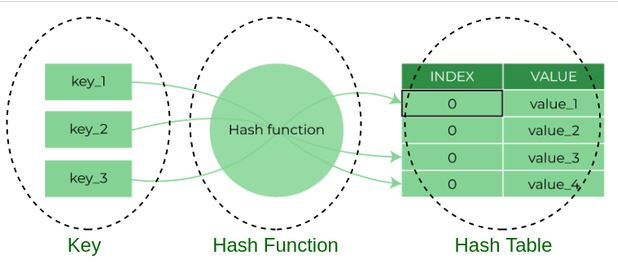 key_1
key_2
key_3
Hash function
INDEX VALUE
0 value_1
0 value_2
0 value_3
0 value_4
Key
Hash Function
Hash Table